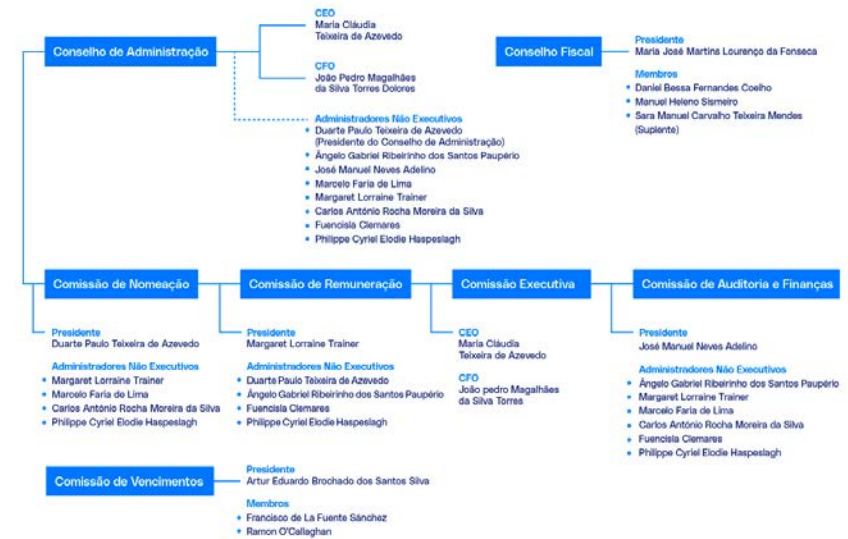 Conselho de Administração
CEO
Maria Cláudia
Teixeira de Azevedo
CFO
João Pedro Magalhães
da Silva Torres Dolores
Administradores Não Executivos
Duarte Paulo Teixeira de Azevedo
(Presidente do Conselho de Administração)
Ângelo Gabriel Ribeirinho dos Santos Paupério
José Manuel Neves Adelino
Marcelo Faria de Lima
Margaret Lorraine Trainer
Carlos António Rocha Moreira da Silva
Fuencisla Clemares
Philippe Cyriel Elodie Haspeslagh
Conselho Fiscal
Presidente
Maria José Martins Lourenço da Fonseca
Membros
Daniel Bessa Fernandes Coelho
Manuel Heleno Sismeiro
Sara Manuel Carvalho Teixeira Mendes
(Suplente)
Comissão de Nomeação
Presidente
Duarte Paulo Teixeira de Azevedo
Administradores Não Executivos
Margaret Lorraine Trainer
Marcelo Faria de Lima
Carlos António Rocha Moreira da Silva
Philippe Cyriel Elodie Haspeslagh
Comissão de Remuneração
Presidente
Margaret Lorraine Trainer
Administradores Não Executivos
Duarte Paulo Teixeira de Azevedo
Ângelo Gabriel Ribeirinho dos Santos Paupério
Fuencisla Clemares
Philippe Cyriel Elodie Haspeslagh
Comissão Executiva
CEO
Maria Cláudia
Teixeira de Azevedo
CFO
João pedro Magalhães
da Silva Torres
Comissão de Auditoria e Finanças
Presidente
José Manuel Neves Adelino
Administradores Não Executivos
Ângelo Gabriel Ribeirinho dos Santos Paupério
Margaret Lorraine Trainer
Marcelo Faria de Lima
Carlos António Rocha Moreira da Silva
Fuencisla Clemares
Philippe Cyriel Elodie Haspeslagh
Comissão de Vencimentos
Presidente
Artur Eduardo Brochado dos Santos Silva
Membros
Francisco de La Fuente Sánchez
Ramon O'Callaghan